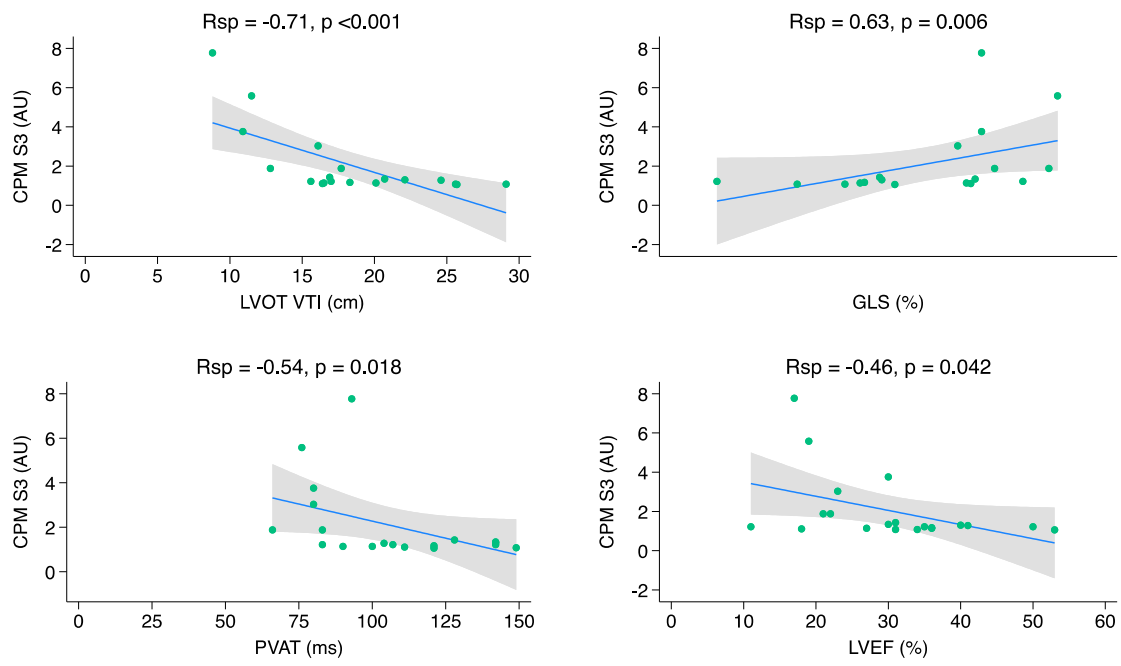 Rsp = -0.71, p <0.001
CPM S3 (AU)
8
6
4
2
0
-2
0 5 10 15 20 25 30
LVOT VTI (cm)
Rsp = 0.63, p = 0.006
CPM S3 (AU)
8
6
4
2
0
-2
GLS (%)
Rsp = -0.54, p = 0.018
CPM S3 (AU)
8
6
4
2
0
0 25 50 75 100 125 150
PVAT (ms)
Rsp = -0.46, p = 0.042
CPM S3 (AU)
8
6
4
2
0
-2
0 10 20 30 40 50 60
LVEF (%)